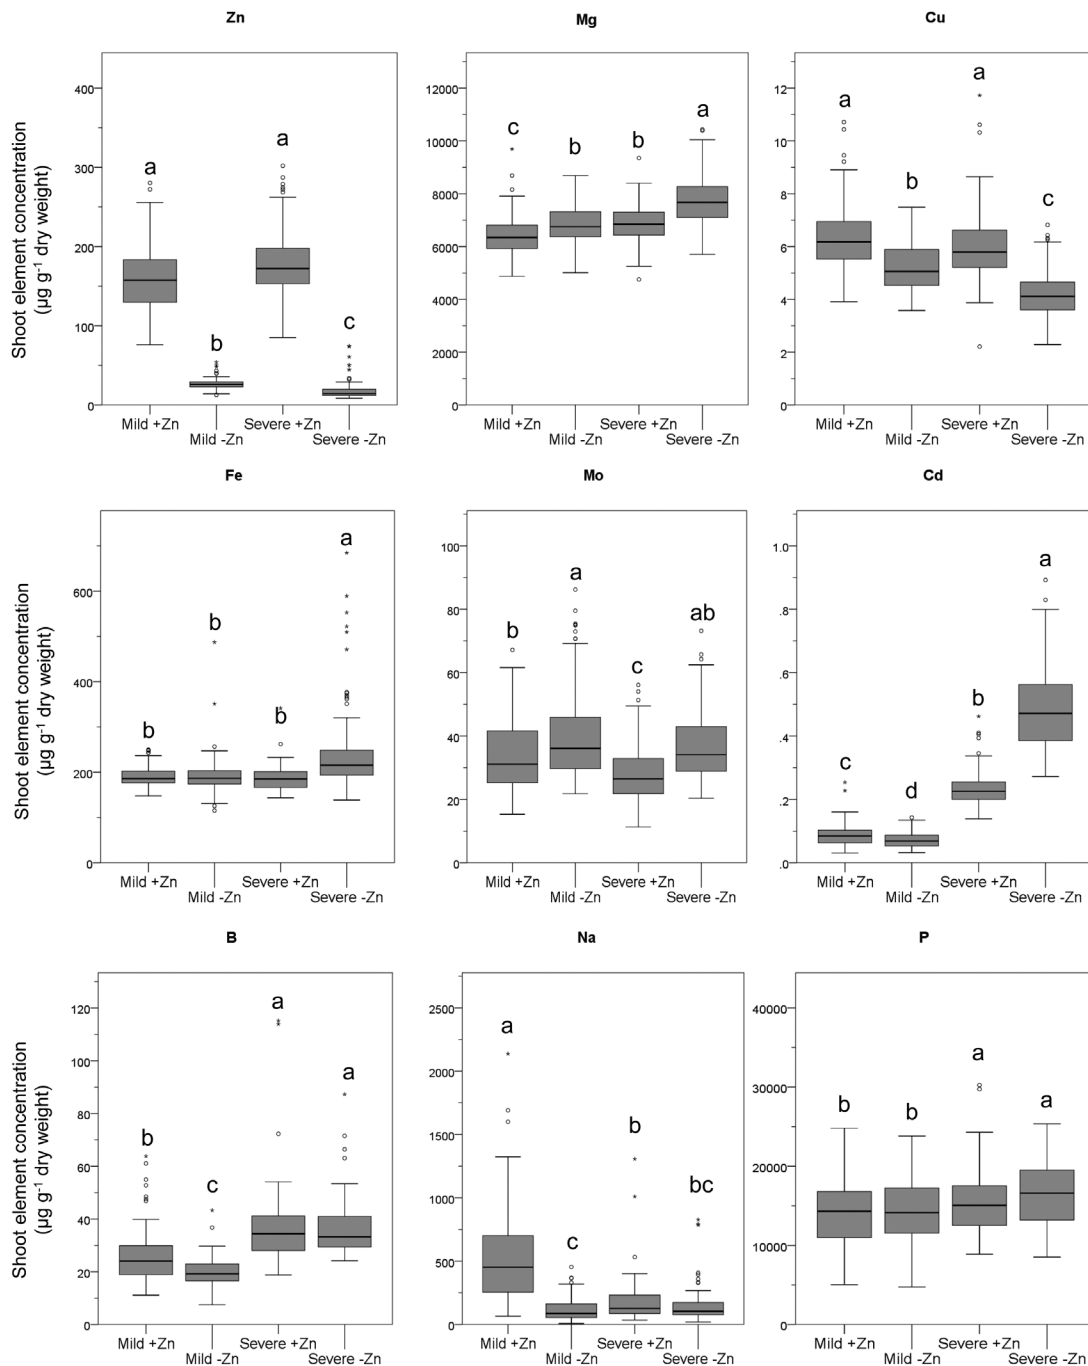 Zn
Mg
Cu
Shoot element concentration
(µg g⁻¹ dry weight)
400
300
200
100
0
a
b
a
c
Mild +Zn
Mild -Zn
Severe +Zn
Severe -Zn
12000
10000
8000
6000
4000
2000
0
c
b
b
a
Mild +Zn
Mild -Zn
Severe +Zn
Severe -Zn
12
10
8
6
4
2
0
a
b
a
c
Mild +Zn
Mild -Zn
Severe +Zn
Severe -Zn
Fe
Mo
Cd
Shoot element concentration
(µg g⁻¹ dry weight)
600
400
200
0
b
b
b
a
Mild +Zn
Mild -Zn
Severe +Zn
Severe -Zn
100
80
60
40
20
0
b
a
c
ab
Mild +Zn
Mild -Zn
Severe +Zn
Severe -Zn
1.0
.8
.6
.4
.2
.0
c
d
b
a
Mild +Zn
Mild -Zn
Severe +Zn
Severe -Zn
B
Na
P
Shoot element concentration
(µg g⁻¹ dry weight)
120
100
80
60
40
20
0
b
c
a
a
Mild +Zn
Mild -Zn
Severe +Zn
Severe -Zn
2500
2000
1500
1000
500
0
a
c
b
bc
Mild +Zn
Mild -Zn
Severe +Zn
Severe -Zn
40000
30000
20000
10000
0
b
b
a
a
Mild +Zn
Mild -Zn
Severe +Zn
Severe -Zn